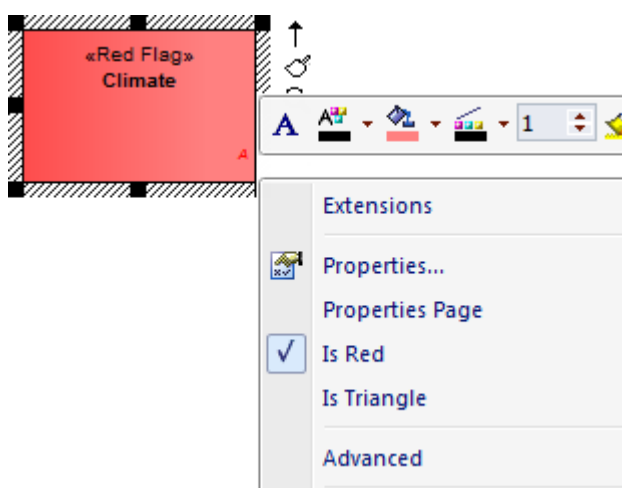 «Red Flag»
Climate
A
A A 1
Extensions
Properties...
Properties Page
Is Red
Is Triangle
Advanced